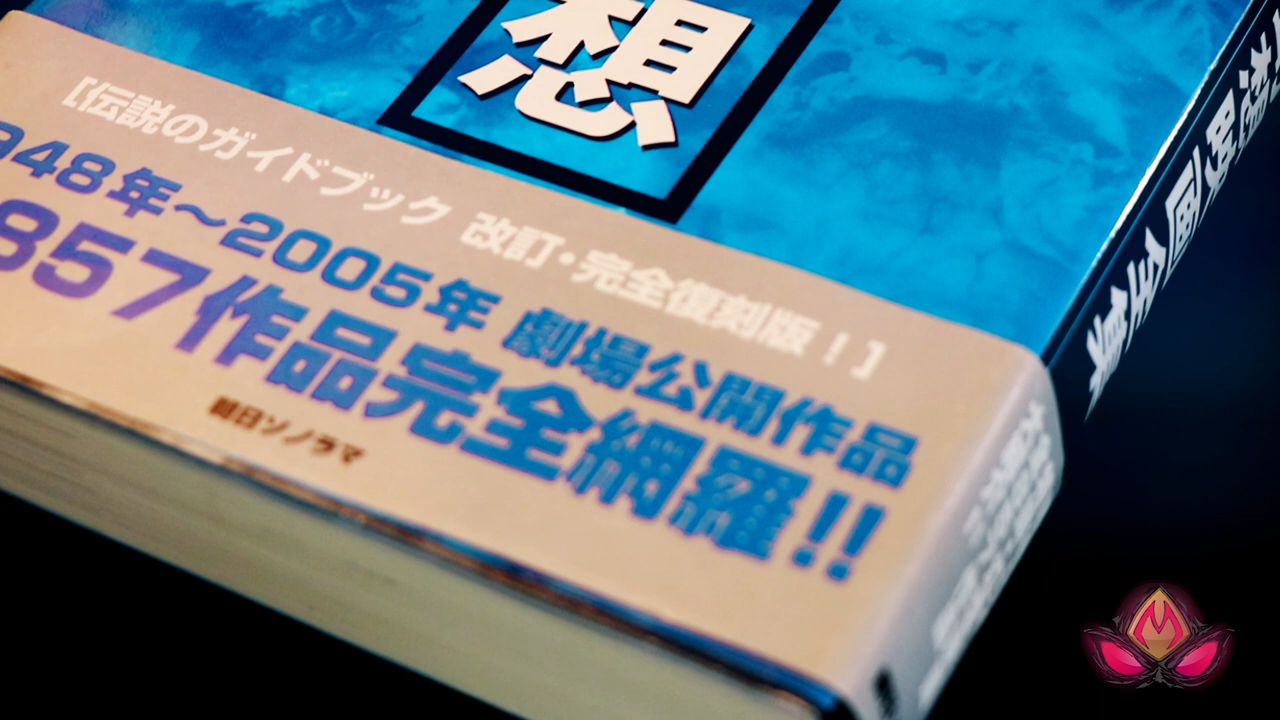 想
[伝説のガイドブック 改訂・完全復刻版!]
948年〜2005年 劇場公開作品
857作品完全網羅!!
朝日ソノラマ
M